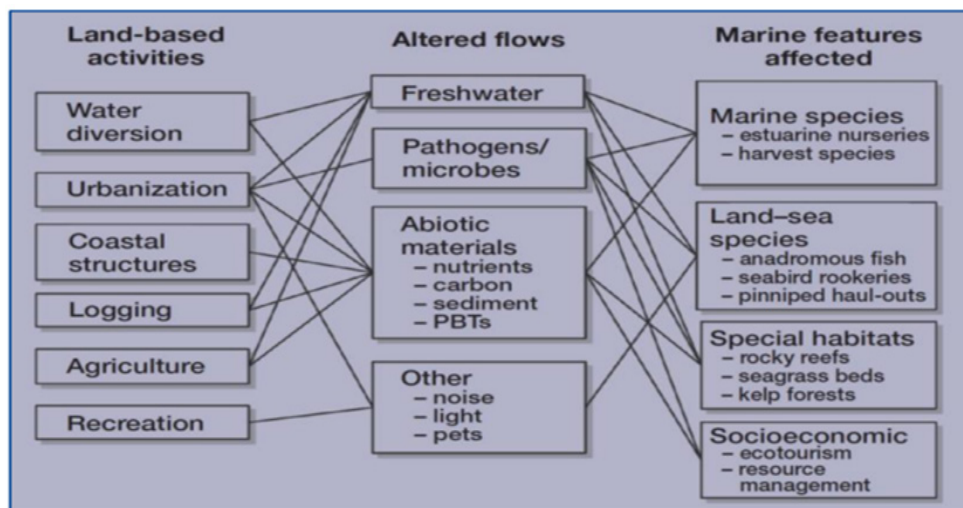 Land-based
activities
Water
diversion
Urbanization
Coastal
structures
Logging
Agriculture
Recreation
Altered flows
Freshwater
Pathogens/
microbes
Abiotic
materials
– nutrients
– carbon
– sediment
– PBTs
Other
– noise
– light
– pets
Marine features
affected
Marine species
– estuarine nurseries
– harvest species
Land–sea
species
– anadromous fish
– seabird rookeries
– pinniped haul-outs
Special habitats
– rocky reefs
– seagrass beds
– kelp forests
Socioeconomic
– ecotourism
– resource
management